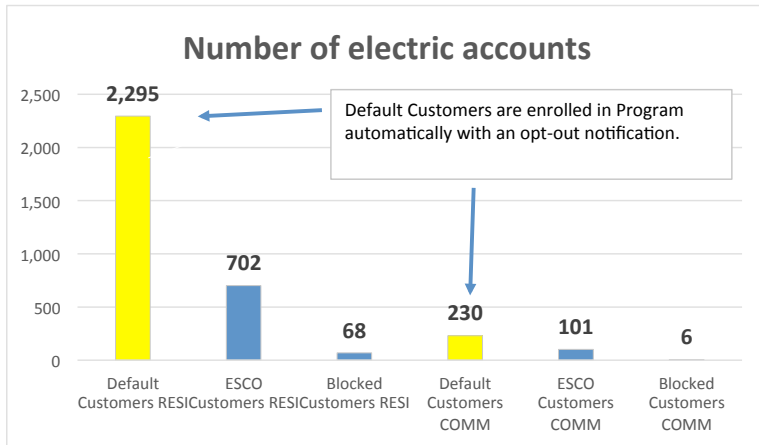 Number of electric accounts
2,295
2,500
2,000
1,500
1,000
500
0
Default Customers are enrolled in Program
automatically with an opt-out notification.
702
68
230
101
6
Default
Customers RESI
ESCO
Customers RESI
Blocked
Customers RESI
Default
Customers
COMM
ESCO
Customers
COMM
Blocked
Customers
COMM